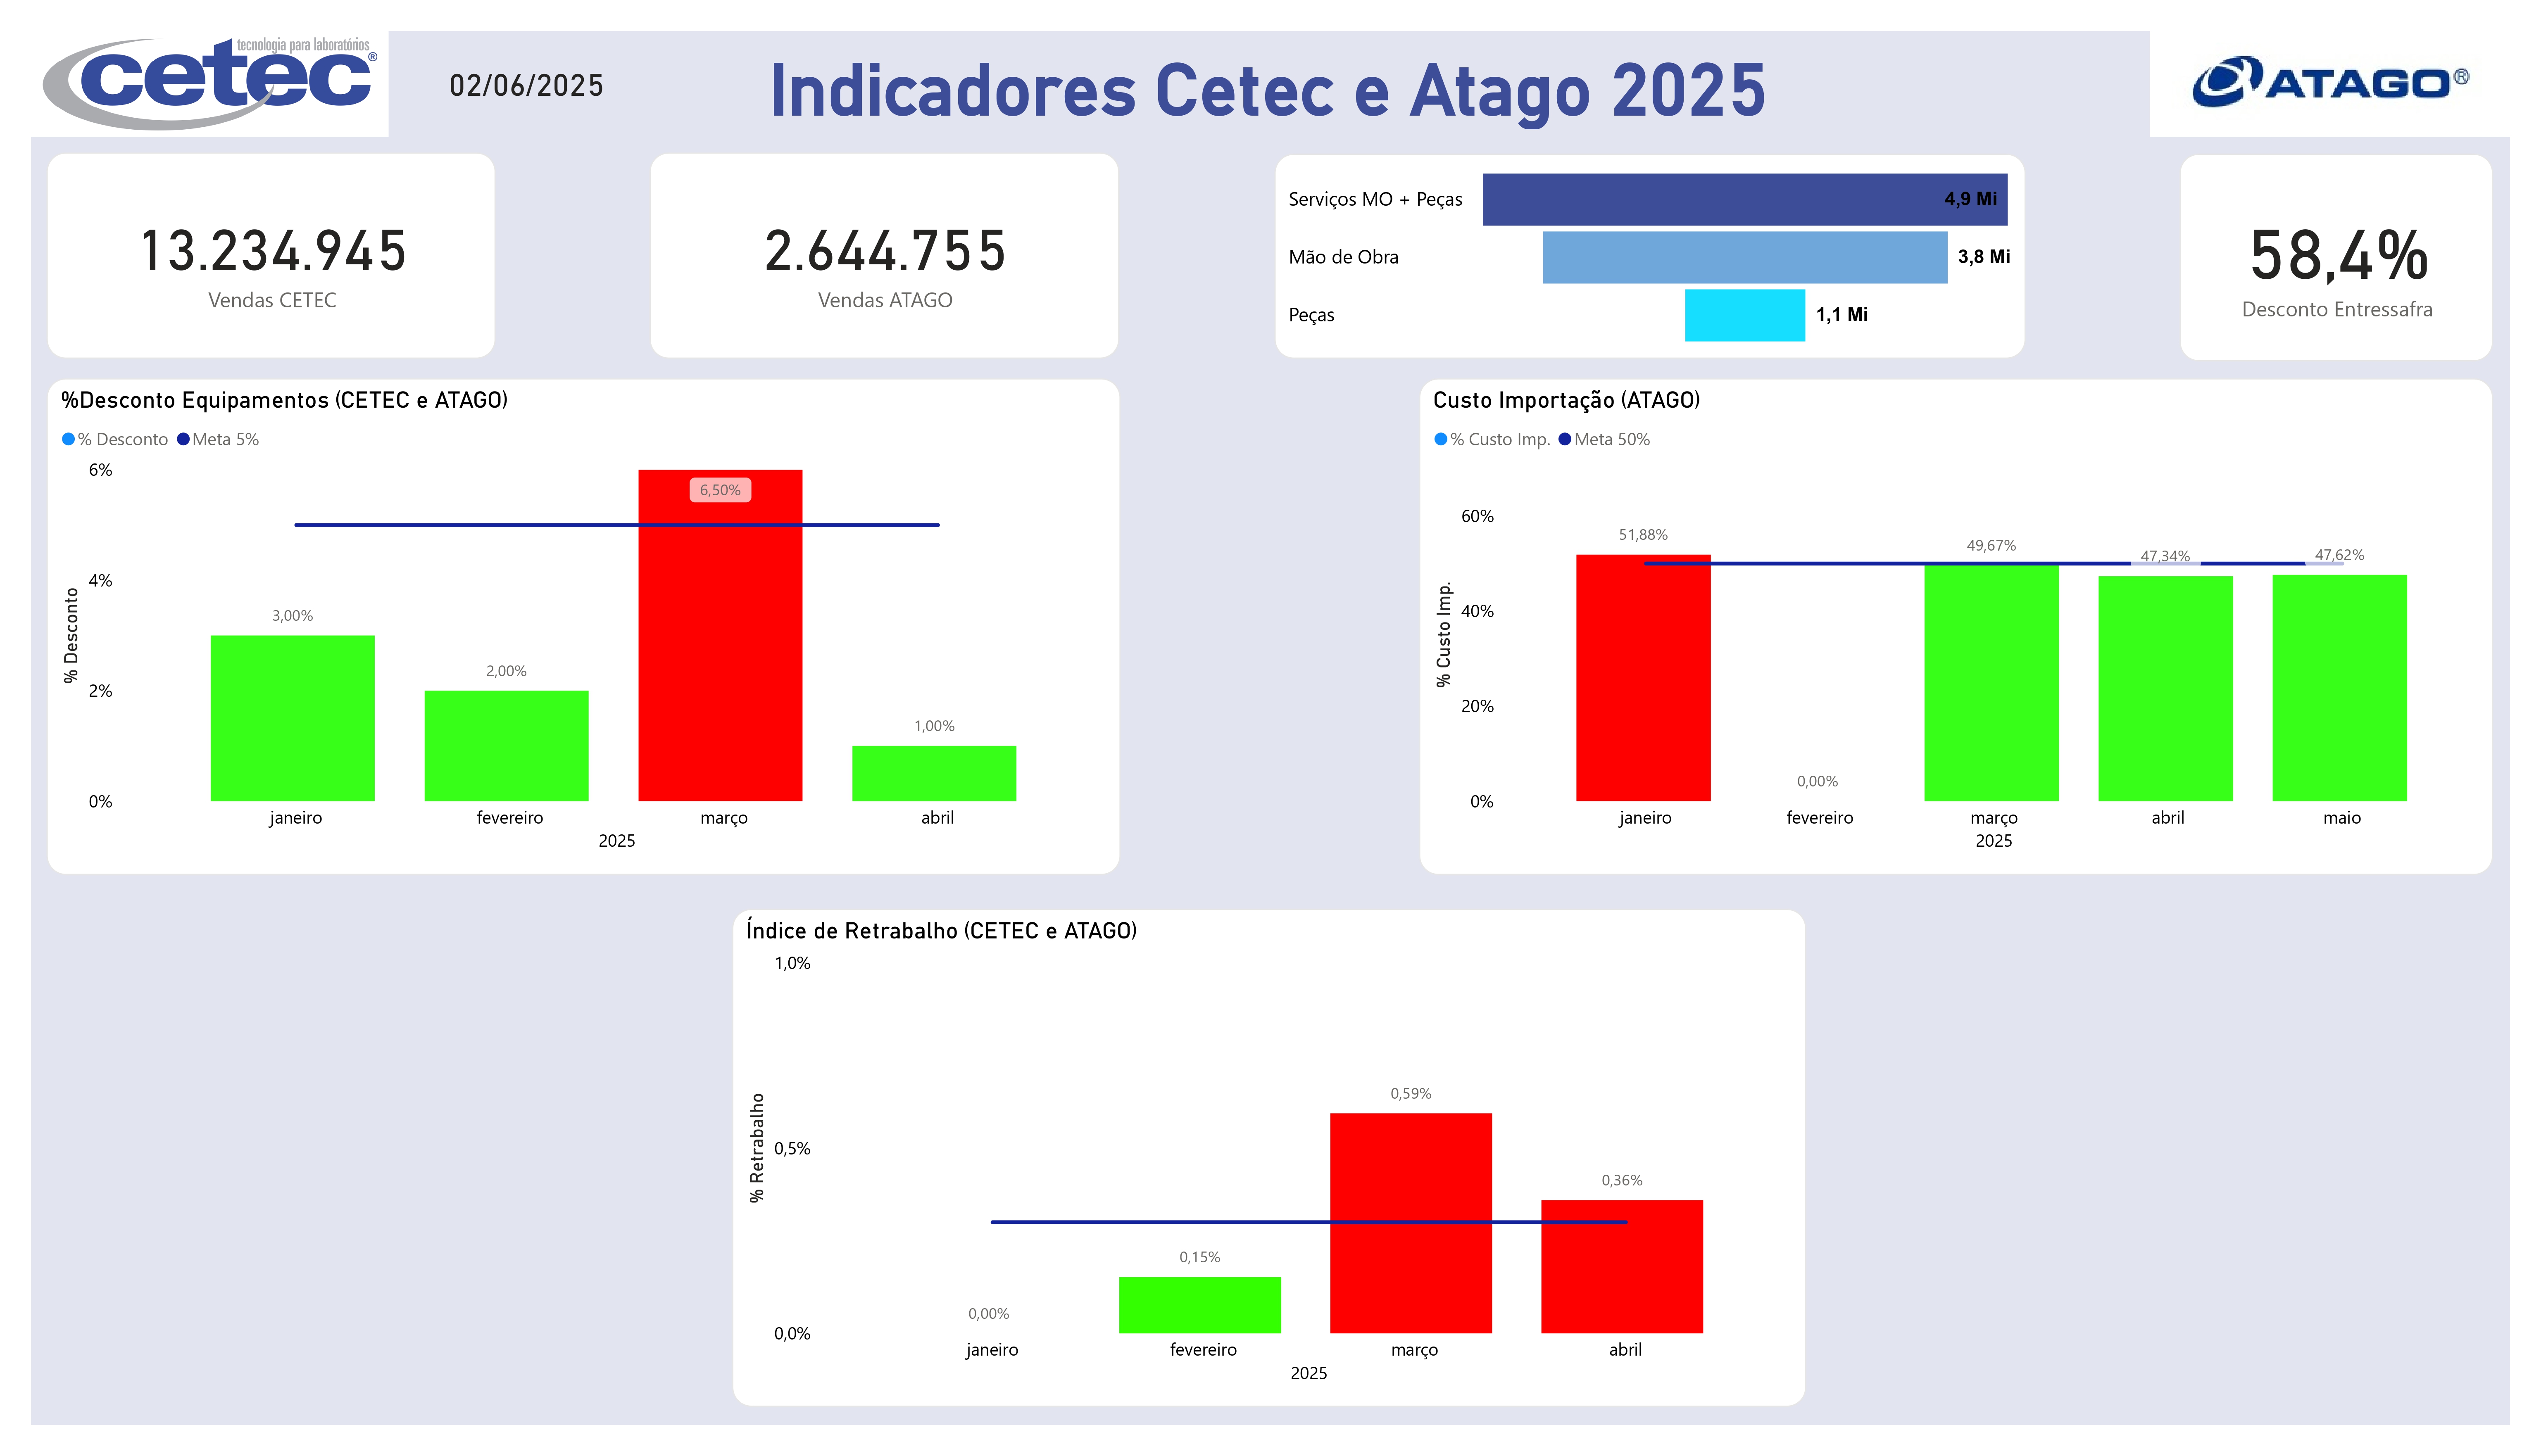 tecnologia para laboratórios
cetec®
02/06/2025
Indicadores Cetec e Atago 2025
ATAGO®
13.234.945
Vendas CETEC
2.644.755
Vendas ATAGO
Serviços MO + Peças
4,9 Mi
Mão de Obra
3,8 Mi
Peças
1,1 Mi
58,4%
Desconto Entressafra
%Desconto Equipamentos (CETEC e ATAGO)
% Desconto
Meta 5%
6%
4%
2%
0%
% Desconto
3,00%
2,00%
6,50%
1,00%
janeiro
fevereiro
março
abril
2025
Custo Importação (ATAGO)
% Custo Imp.
Meta 50%
60%
40%
20%
0%
% Custo Imp.
51,88%
0,00%
49,67%
47,34%
47,62%
janeiro
fevereiro
março
abril
maio
2025
Índice de Retrabalho (CETEC e ATAGO)
1,0%
0,5%
0,0%
% Retrabalho
0,00%
0,15%
0,59%
0,36%
janeiro
fevereiro
março
abril
2025